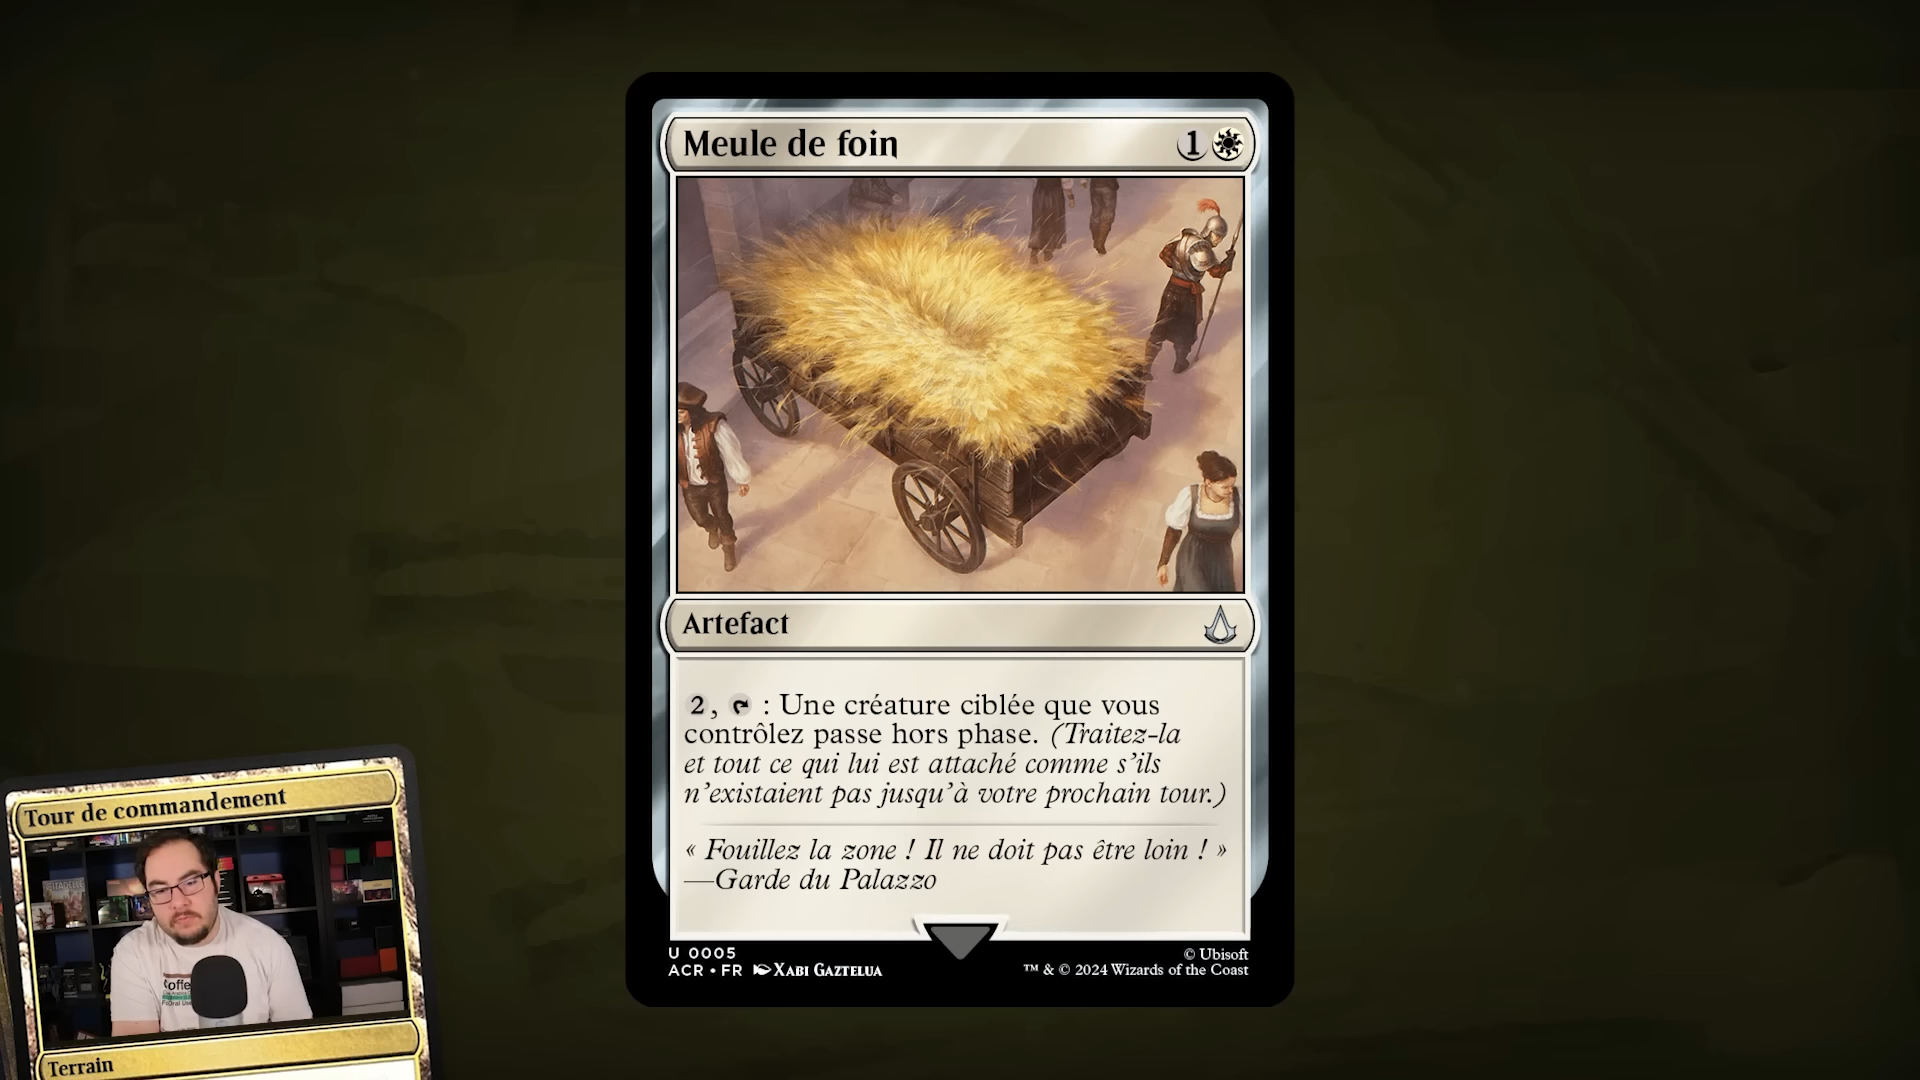 Meule de foin
1
Artefact
2, : Une créature ciblée que vous
contrôlez passe hors phase. (Traitez-la
et tout ce qui lui est attaché comme s’ils
n’existaient pas jusqu’à votre prochain tour.)
« Fouillez la zone ! Il ne doit pas être loin ! »
—Garde du Palazzo
U 0005
ACR • FR Xabi Gaztelua
© Ubisoft
™ & © 2024 Wizards of the Coast
Tour de commandement
CITADELLE
Terrain